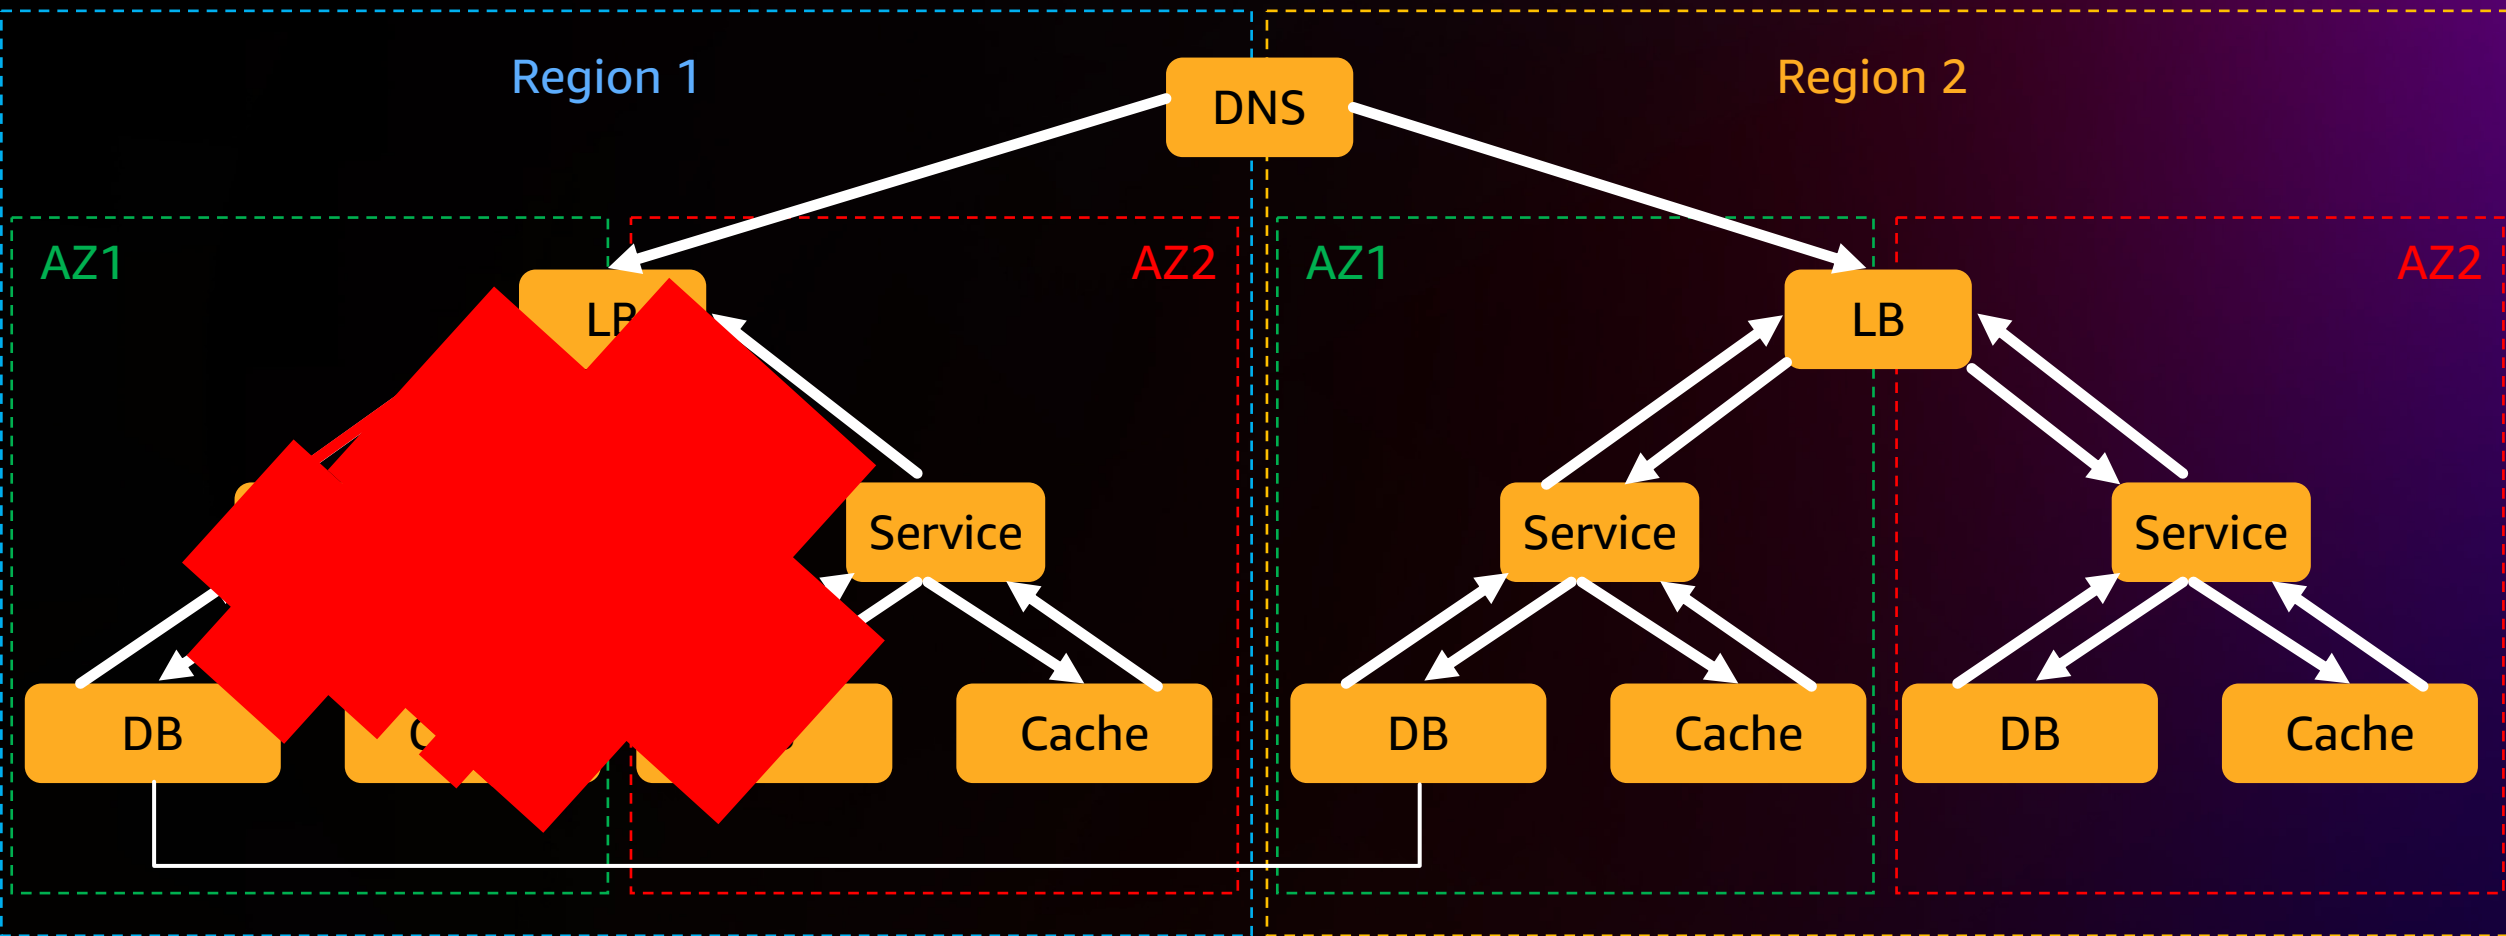 Region 1
Region 2
DNS
AZ1
AZ2
AZ1
AZ2
LB
LB
Service
Service
Service
DB
Cache
DB
Cache
DB
Cache